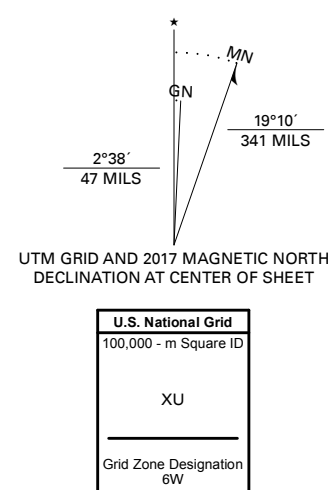 ★
MN
GN
19°10´
341 MILS
2°38´
47 MILS
UTM GRID AND 2017 MAGNETIC NORTH
DECLINATION AT CENTER OF SHEET
U.S. National Grid
100,000 - m Square ID
XU
Grid Zone Designation
6W